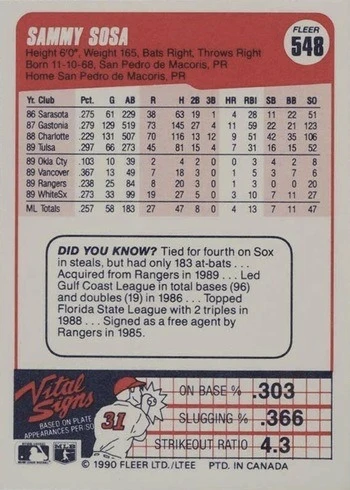 SAMMY SOSA
FLEER
548
Height 6'0", Weight 165, Bats Right, Throws Right
Born 11-10-68, San Pedro de Macoris, PR
Home San Pedro de Macoris, PR
Yr. Club Pct. G AB R H 2B 3B HR RBI SB BB SO
86 Sarasota .275 61 229 38 63 19 1 4 28 11 22 51
87 Gastonia .279 129 519 73 145 27 4 11 59 22 21 123
88 Charlotte .229 131 507 70 116 13 12 9 51 42 35 106
89 Tulsa .297 66 273 45 81 15 4 7 31 16 15 52
89 Okla Cty .103 10 39 2 4 2 0 0 3 4 2 8
89 Vancouver .367 13 49 7 18 3 0 1 5 3 7 6
89 Rangers .238 25 84 8 20 3 0 1 3 0 0 20
89 WhiteSx .273 33 99 19 27 5 0 3 10 7 11 27
ML Totals .257 58 183 27 47 8 0 4 13 7 11 47
DID YOU KNOW? Tied for fourth on Sox
in steals, but had only 183 at-bats . . .
Acquired from Rangers in 1989 . . . Led
Gulf Coast League in total bases (96)
and doubles (19) in 1986 . . . Topped
Florida State League with 2 triples in
1988 . . . Signed as a free agent by
Rangers in 1985.
Vital
Signs
BASED ON PLATE
APPEARANCES PER/SO
31
ON BASE % .303
SLUGGING % .366
STRIKEOUT RATIO 4.3
© 1990 FLEER LTD./LTEE PTD. IN CANADA